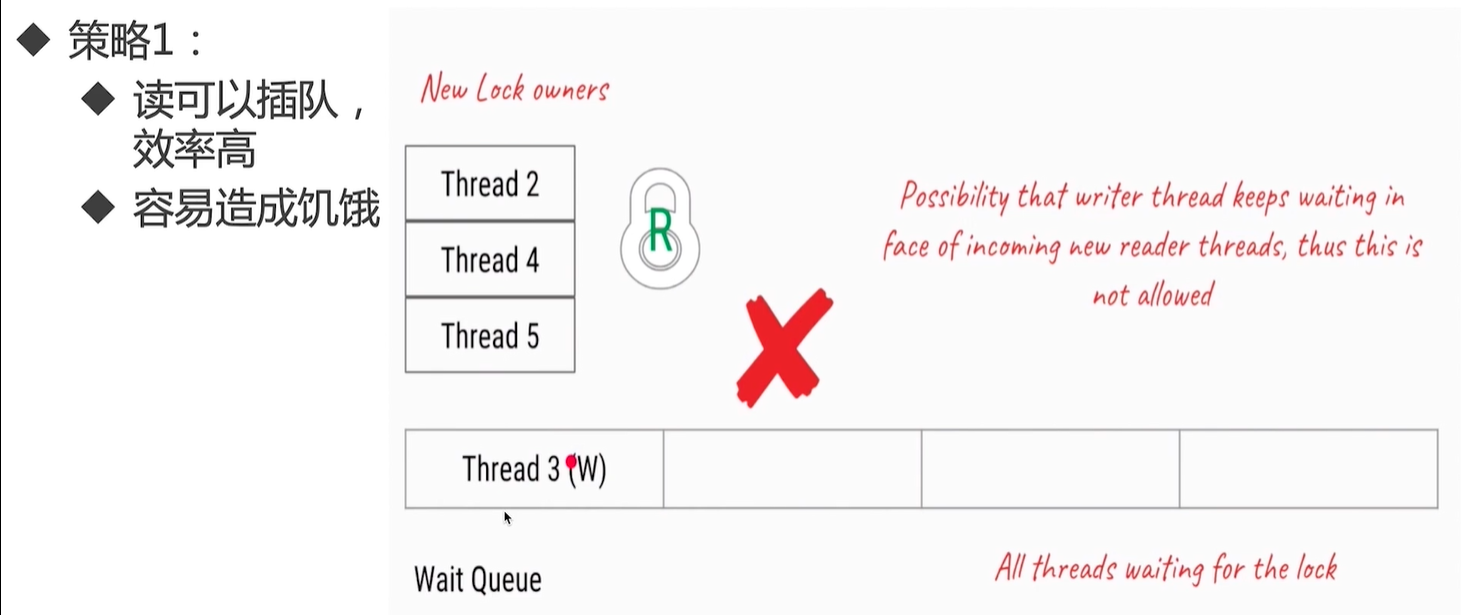 策略1：
读可以插队，
效率高
容易造成饥饿
New Lock owners
Thread 2
Thread 4
Thread 5
R
Possibility that writer thread keeps waiting in
face of incoming new reader threads, thus this is
not allowed
Thread 3 (W)
Wait Queue
All threads waiting for the lock